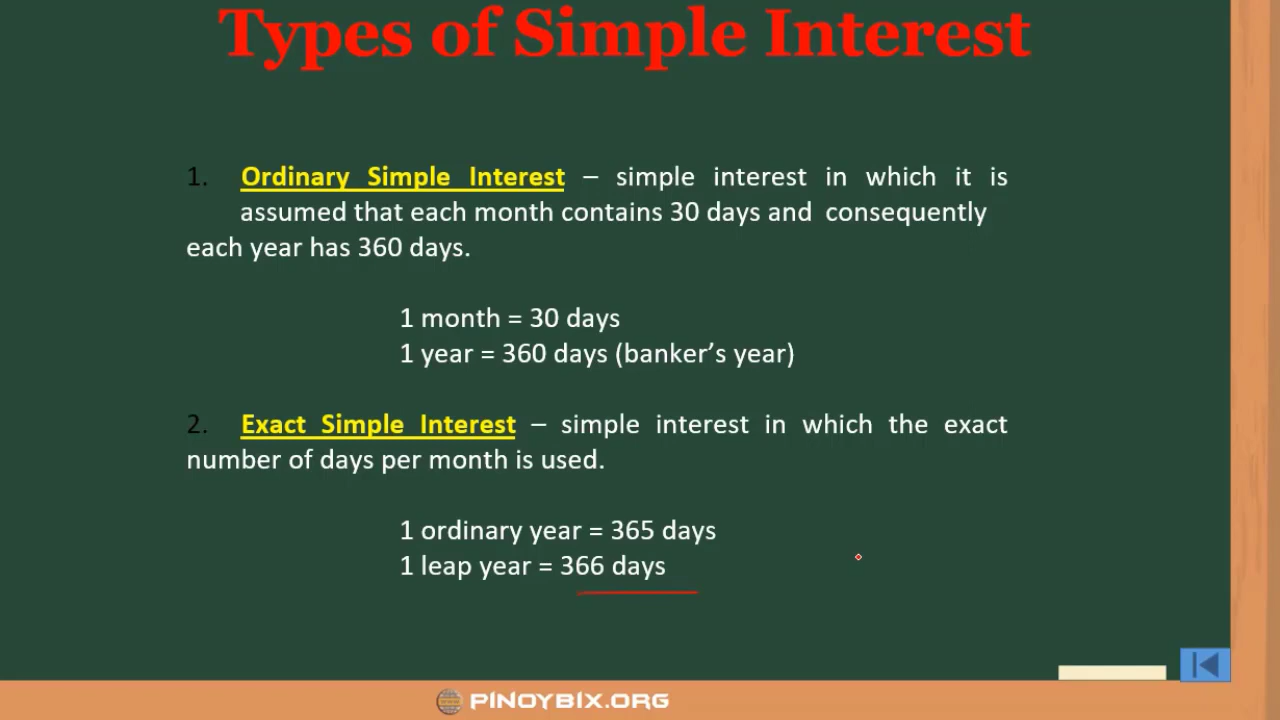 Types of Simple Interest
1. Ordinary Simple Interest – simple interest in which it is
assumed that each month contains 30 days and consequently
each year has 360 days.
1 month = 30 days
1 year = 360 days (banker’s year)
2. Exact Simple Interest – simple interest in which the exact
number of days per month is used.
1 ordinary year = 365 days
1 leap year = 366 days
PINOYBIX.ORG